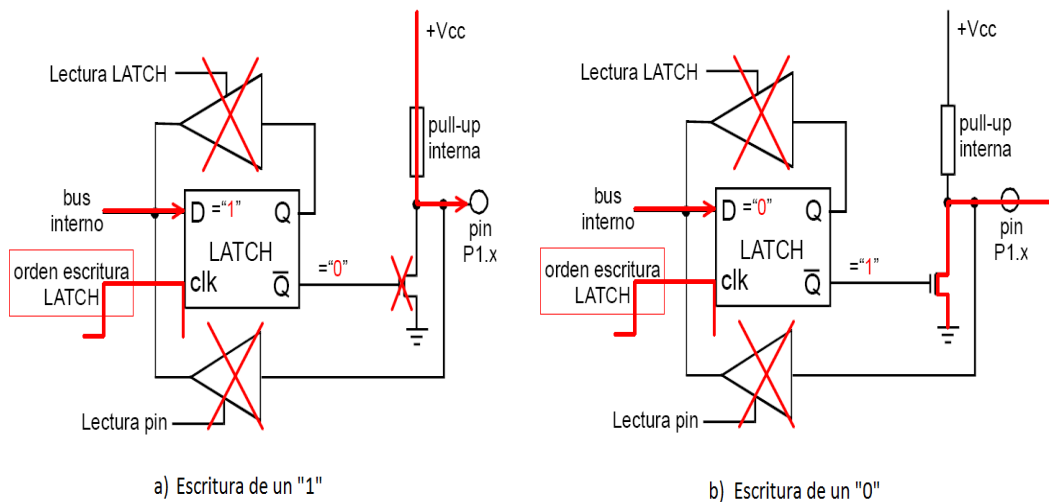 +Vcc
Lectura LATCH
pull-up
interna
bus
interno
D ="1" Q
pin
P1.x
LATCH
orden escritura
LATCH
="0"
clk Q̅
Lectura pin
a) Escritura de un "1"
+Vcc
Lectura LATCH
pull-up
interna
bus
interno
D ="0" Q
pin
P1.x
LATCH
orden escritura
LATCH
="1"
clk Q̅
Lectura pin
b) Escritura de un "0"